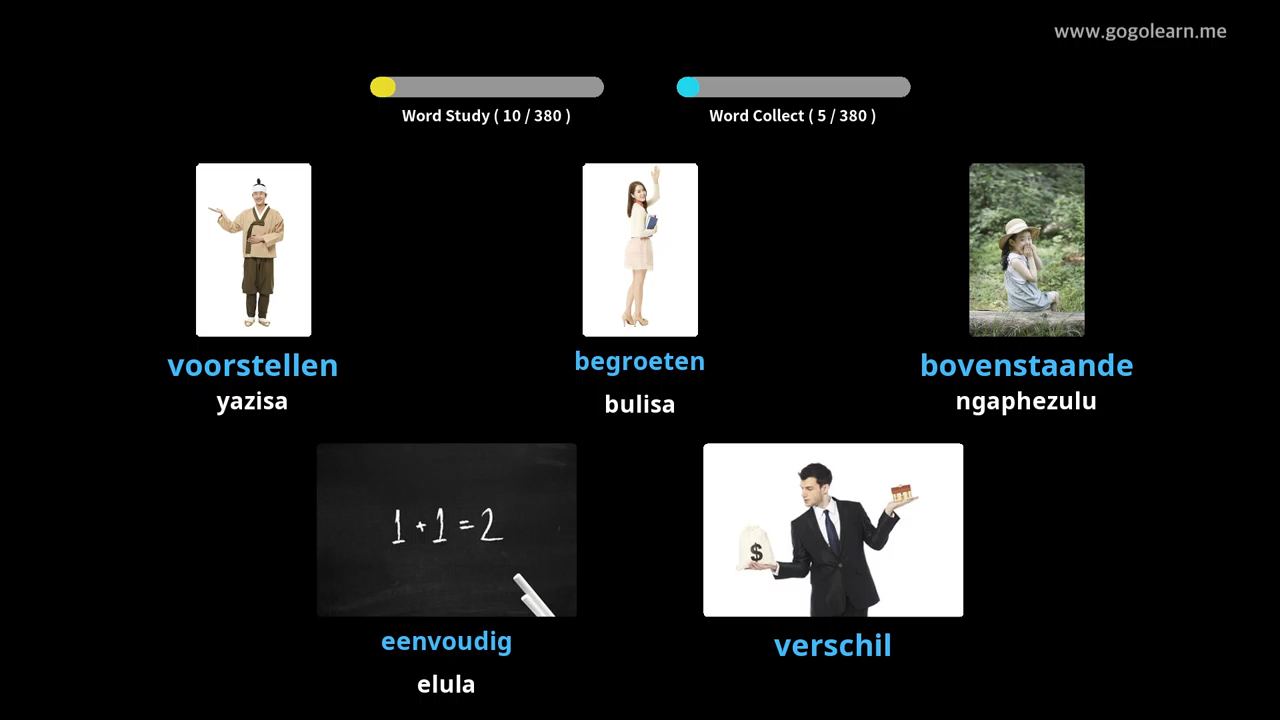 www.gogolearn.me
Word Study ( 10 / 380 )
Word Collect ( 5 / 380 )
voorstellen
yazisa
begroeten
bulisa
bovenstaande
ngaphezulu
1 + 1 = 2
$
eenvoudig
elula
verschil